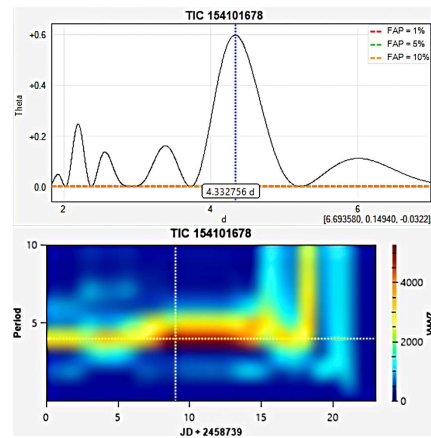 TIC 154101678
+0.6
+0.4
+0.2
0.0
Theta
FAP = 1%
FAP = 5%
FAP = 10%
4.332756 d
2
4
6
d
[6.693580, 0.14940, -0.0322]
TIC 154101678
10
5
Period
0
5
10
15
20
JD + 2458739
4000
2000
0
WWZ